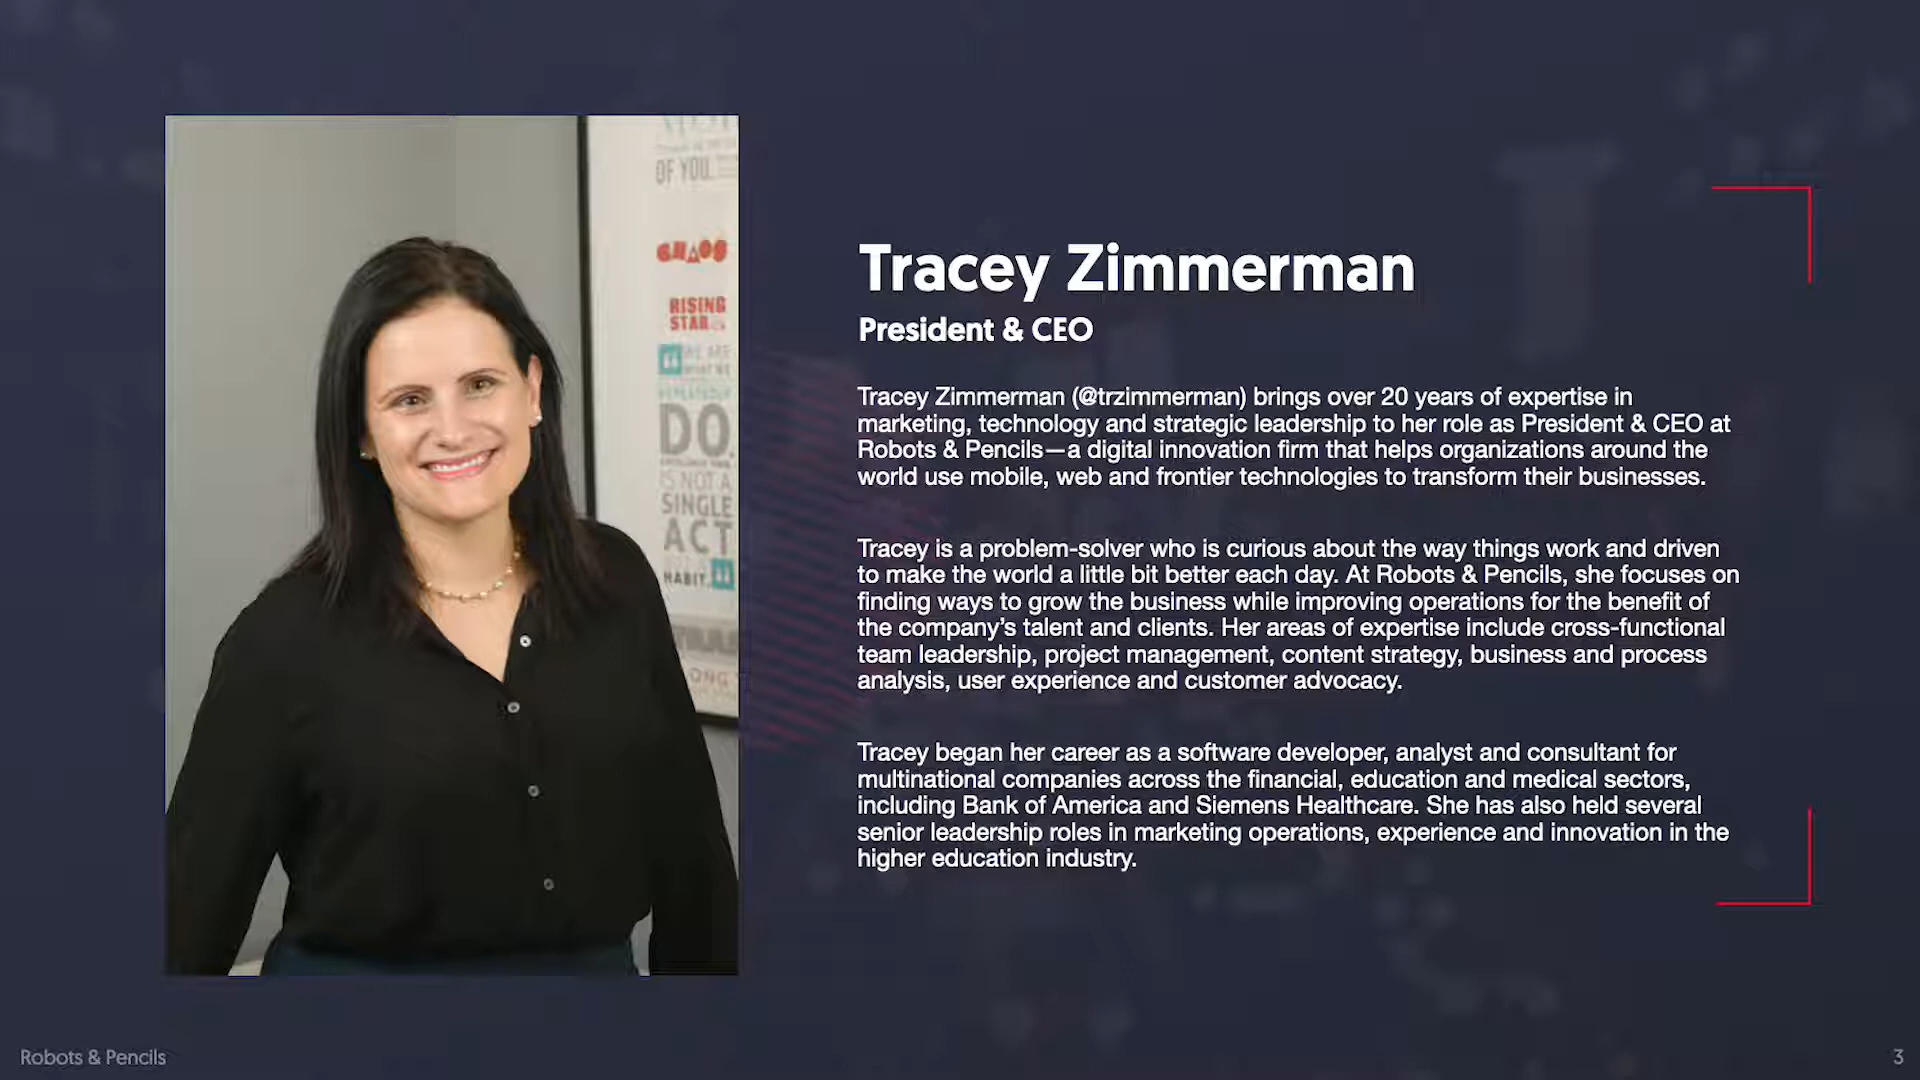 OF YOU.
CHAOS
RISING
STAR
WE ARE
WHAT WE
REPEATEDLY
DO.
IS NOT A
SINGLE
ACT
HABIT.
Tracey Zimmerman
President & CEO
Tracey Zimmerman (@trzimmerman) brings over 20 years of expertise in
marketing, technology and strategic leadership to her role as President & CEO at
Robots & Pencils—a digital innovation firm that helps organizations around the
world use mobile, web and frontier technologies to transform their businesses.
Tracey is a problem-solver who is curious about the way things work and driven
to make the world a little bit better each day. At Robots & Pencils, she focuses on
finding ways to grow the business while improving operations for the benefit of
the company’s talent and clients. Her areas of expertise include cross-functional
team leadership, project management, content strategy, business and process
analysis, user experience and customer advocacy.
Tracey began her career as a software developer, analyst and consultant for
multinational companies across the financial, education and medical sectors,
including Bank of America and Siemens Healthcare. She has also held several
senior leadership roles in marketing operations, experience and innovation in the
higher education industry.
Robots & Pencils
3